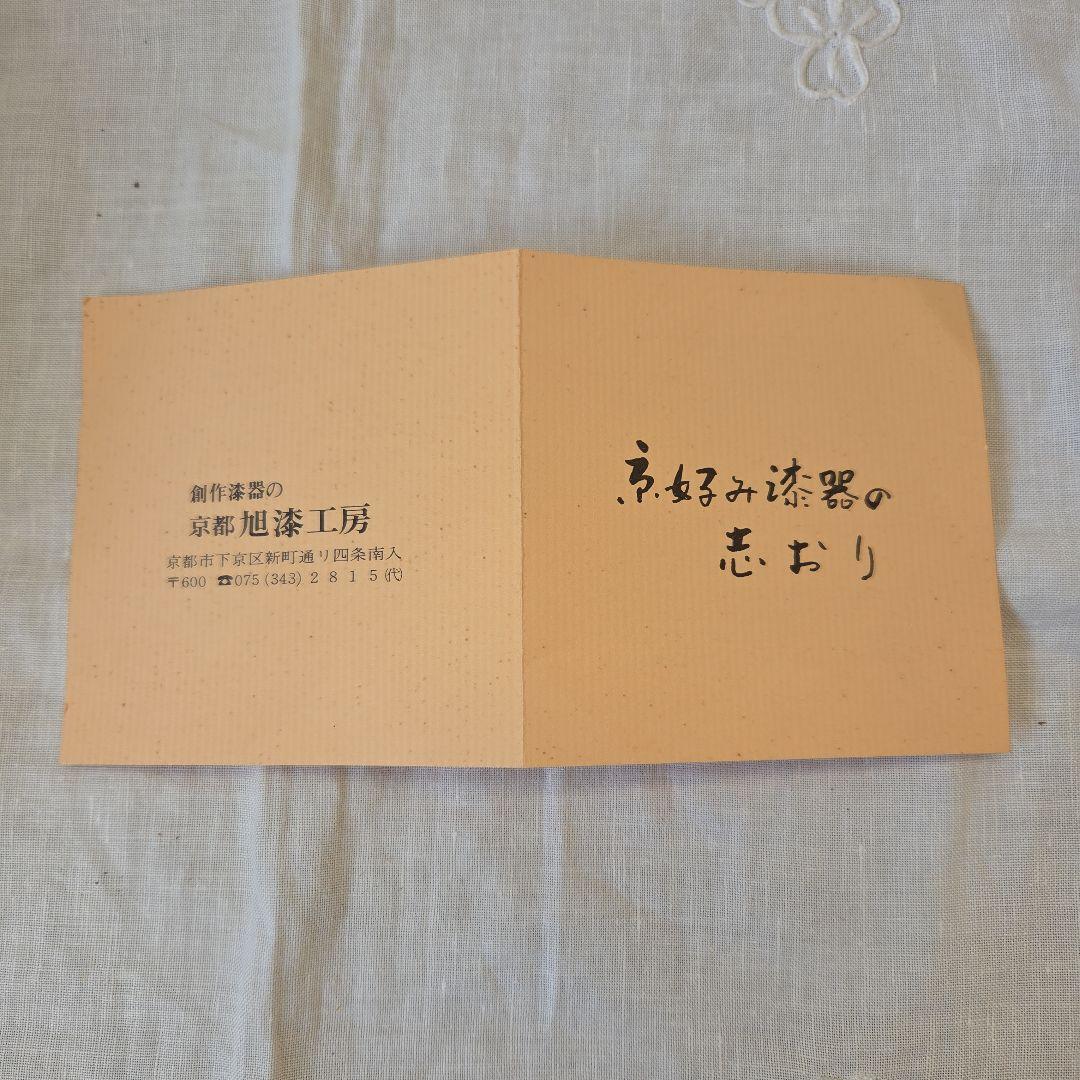 京好み漆器の
志おり
創作漆器の
京都 旭漆工房
京都市下京区新町通り四条南入
〒600 ☎075(343)2815㈹